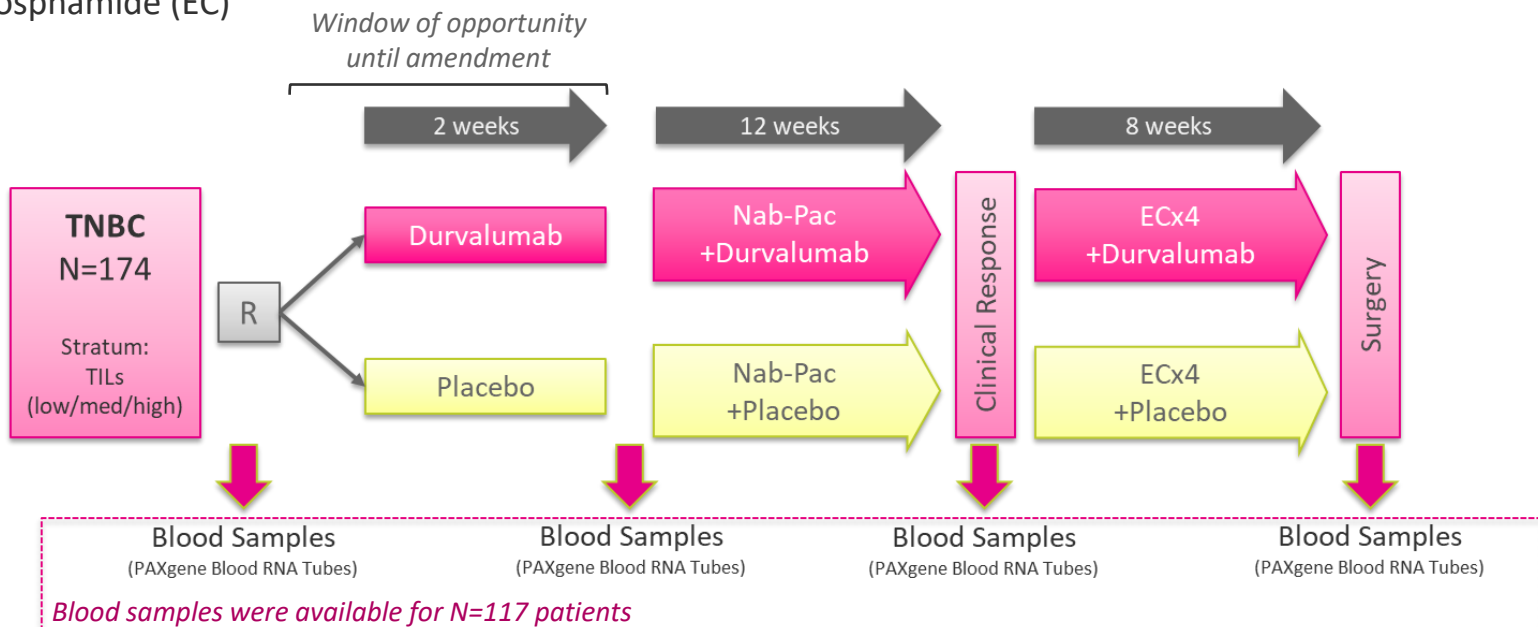 osphamide (EC)
Window of opportunity
until amendment
2 weeks
12 weeks
8 weeks
TNBC
N=174
Stratum:
TILs
(low/med/high)
R
Durvalumab
Placebo
Nab-Pac
+Durvalumab
Nab-Pac
+Placebo
Clinical Response
ECx4
+Durvalumab
ECx4
+Placebo
Surgery
Blood Samples
(PAXgene Blood RNA Tubes)
Blood Samples
(PAXgene Blood RNA Tubes)
Blood Samples
(PAXgene Blood RNA Tubes)
Blood Samples
(PAXgene Blood RNA Tubes)
Blood samples were available for N=117 patients